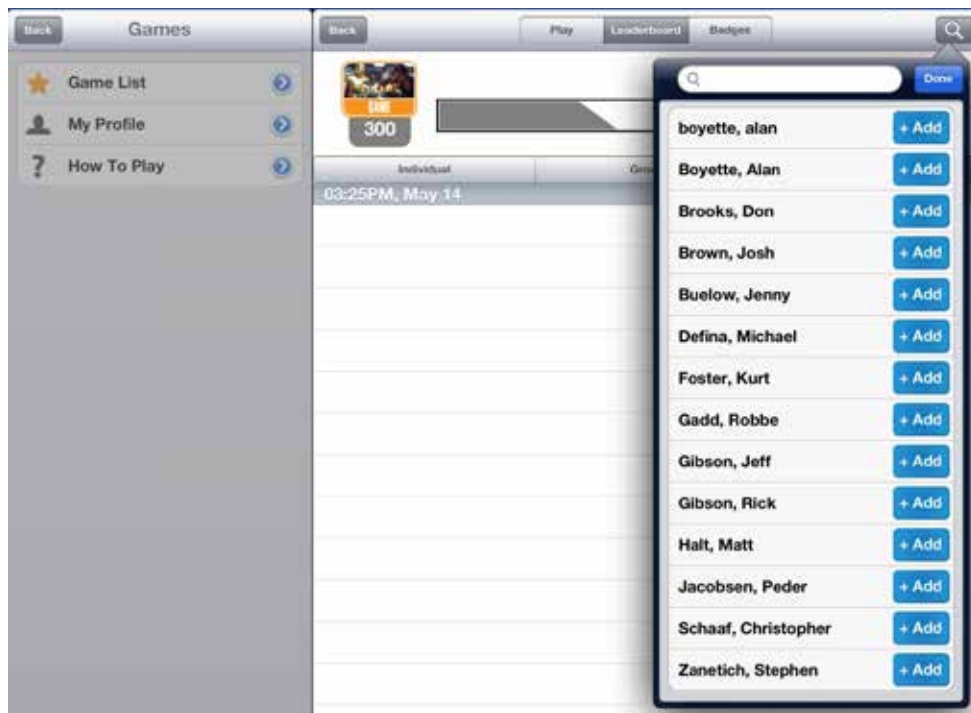 Back
Games
Game List
My Profile
How To Play
Back
Play
Leaderboard
Badges
GAME
300
Individual
03:25PM, May 14
Done
boyette, alan
+ Add
Boyette, Alan
+ Add
Brooks, Don
+ Add
Brown, Josh
+ Add
Buelow, Jenny
+ Add
Defina, Michael
+ Add
Foster, Kurt
+ Add
Gadd, Robbe
+ Add
Gibson, Jeff
+ Add
Gibson, Rick
+ Add
Halt, Matt
+ Add
Jacobsen, Peder
+ Add
Schaaf, Christopher
+ Add
Zanetich, Stephen
+ Add